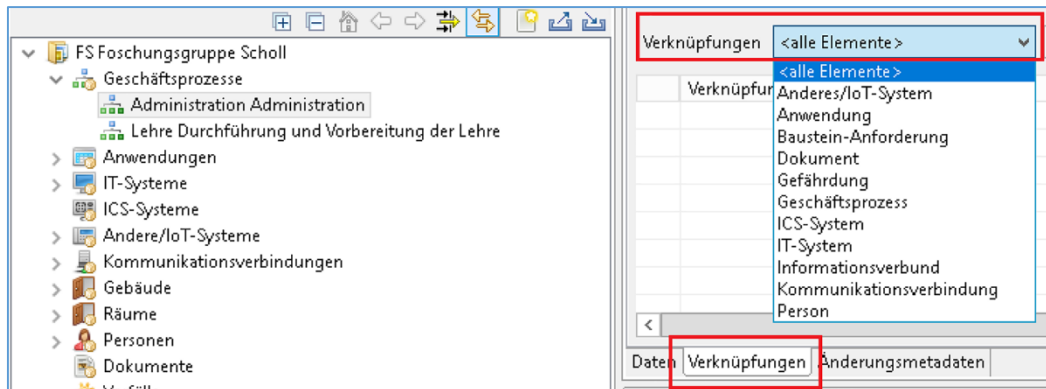 FS Foschungsgruppe Scholl
Geschäftsprozesse
Administration Administration
Lehre Durchführung und Vorbereitung der Lehre
Anwendungen
IT-Systeme
ICS-Systeme
Andere/IoT-Systeme
Kommunikationsverbindungen
Gebäude
Räume
Personen
Dokumente
Verknüpfungen <alle Elemente>
<alle Elemente>
Anderes/IoT-System
Anwendung
Baustein-Anforderung
Dokument
Gefährdung
Geschäftsprozess
ICS-System
IT-System
Informationsverbund
Kommunikationsverbindung
Person
Daten Verknüpfungen Änderungsmetadaten